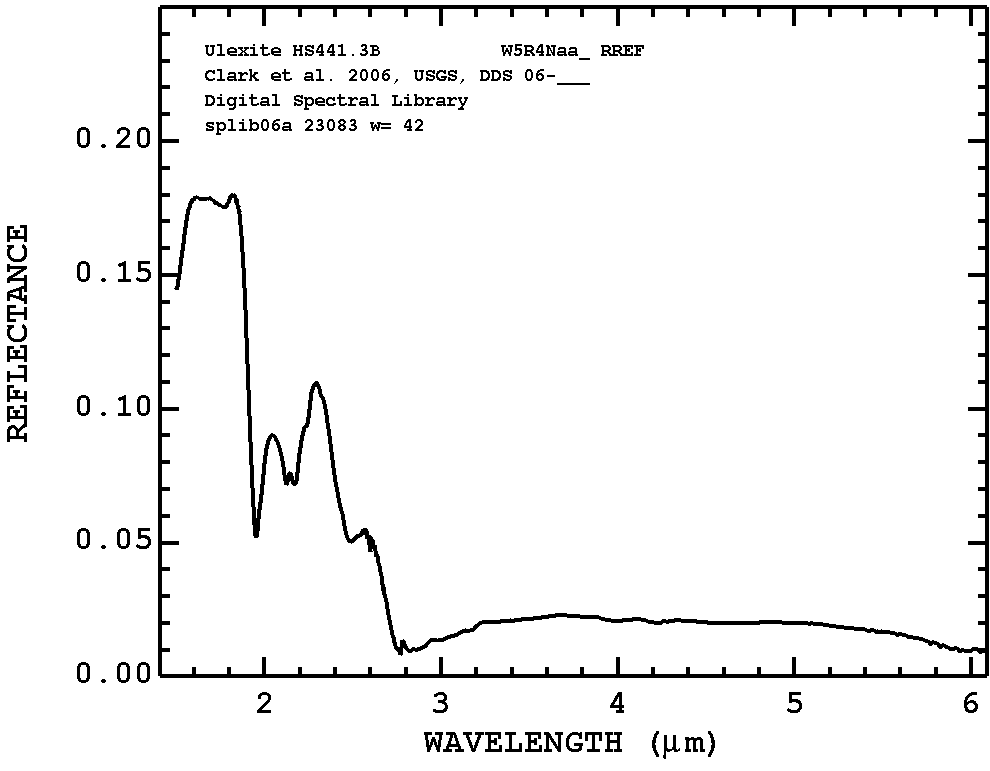 Ulexite HS441.3B W5R4Naa_ RREF
Clark et al. 2006, USGS, DDS 06-___
Digital Spectral Library
splib06a 23083 w= 42
0.20
0.15
0.10
0.05
0.00
REFLECTANCE
2 3 4 5 6
WAVELENGTH (μm)